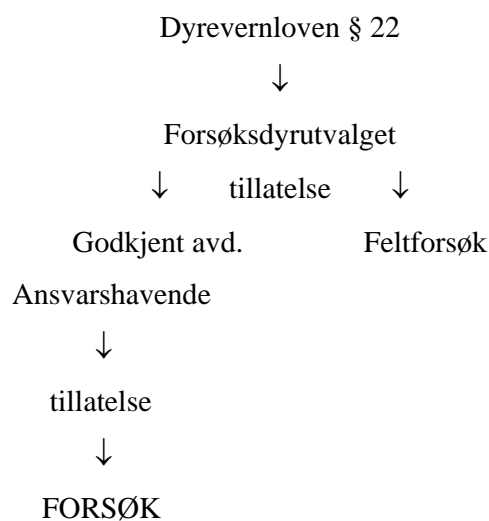 Dyrevernloven § 22
↓
Forsøksdyrutvalget
↓ tillatelse ↓
Godkjent avd. Feltforsøk
Ansvarshavende
↓
tillatelse
↓
FORSØK